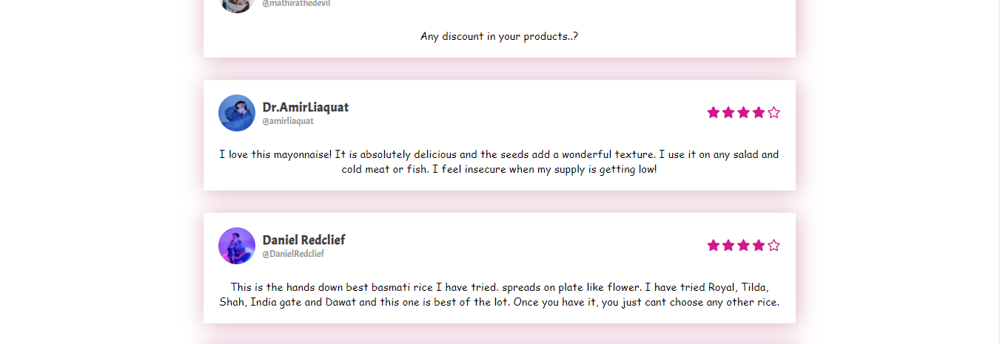 @mathirathedevil
Any discount in your products..?
Dr.AmirLiaquat
@amirliaquat
I love this mayonnaise! It is absolutely delicious and the seeds add a wonderful texture. I use it on any salad and
cold meat or fish. I feel insecure when my supply is getting low!
Daniel Redclief
@DanielRedclief
This is the hands down best basmati rice I have tried. spreads on plate like flower. I have tried Royal, Tilda,
Shah, India gate and Dawat and this one is best of the lot. Once you have it, you just cant choose any other rice.